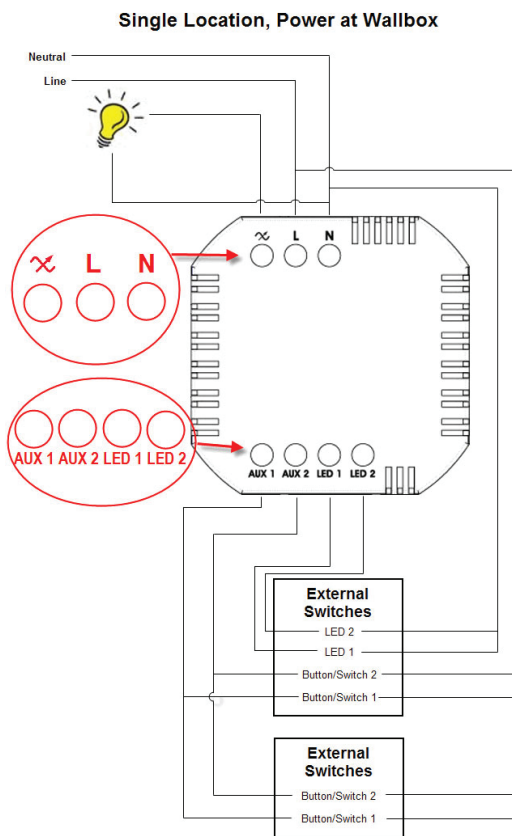 Single Location, Power at Wallbox
Neutral
Line
L N
L N
AUX 1 AUX 2 LED 1 LED 2
AUX 1 AUX 2 LED 1 LED 2
External
Switches
LED 2
LED 1
Button/Switch 2
Button/Switch 1
External
Switches
Button/Switch 2
Button/Switch 1